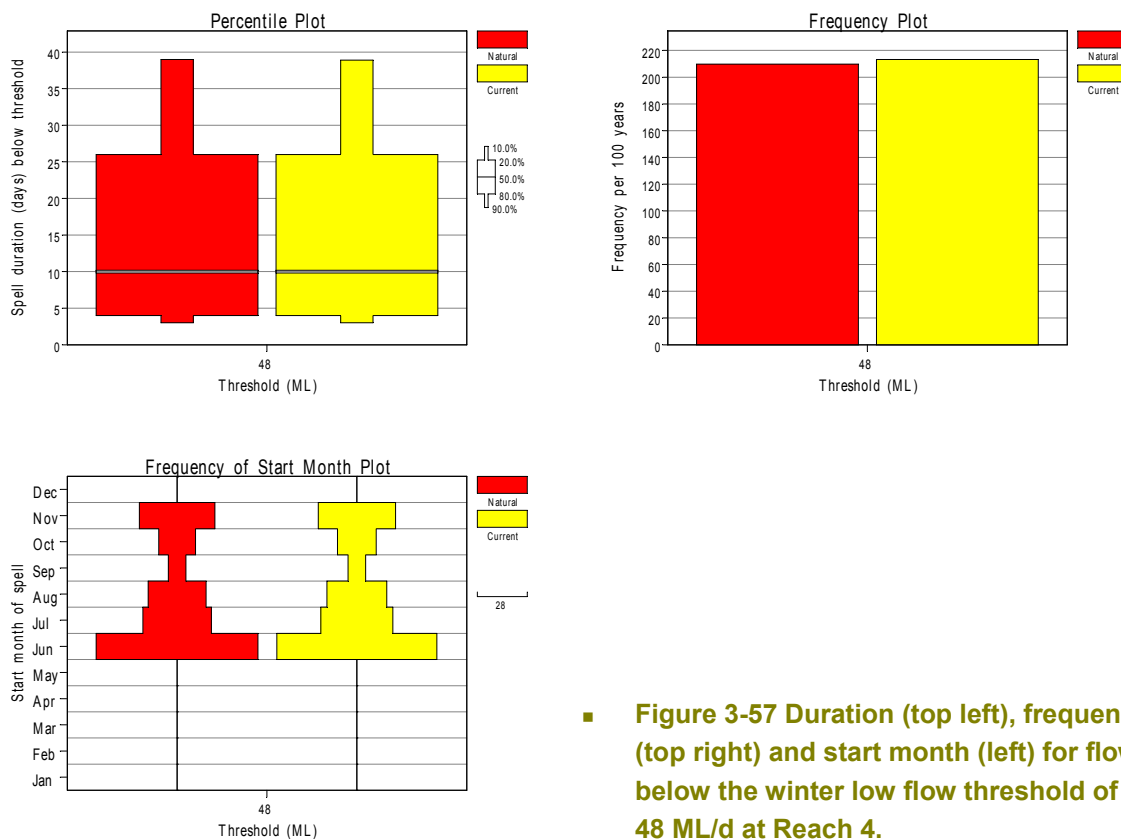 Percentile Plot
Spell duration (days) below threshold
40
35
30
25
20
15
10
5
0
48
Threshold (ML)
Natural
Current
10.0%
20.0%
50.0%
80.0%
90.0%
Frequency Plot
Frequency per 100 years
220
200
180
160
140
120
100
80
60
40
20
0
48
Threshold (ML)
Natural
Current
Frequency of Start Month Plot
Start month of spell
Dec
Nov
Oct
Sep
Aug
Jul
Jun
May
Apr
Mar
Feb
Jan
48
Threshold (ML)
Natural
Current
28
▪ Figure 3-57 Duration (top left),
(top right) and start month (left) for
below the winter low flow threshold of
48 ML/d at Reach 4.